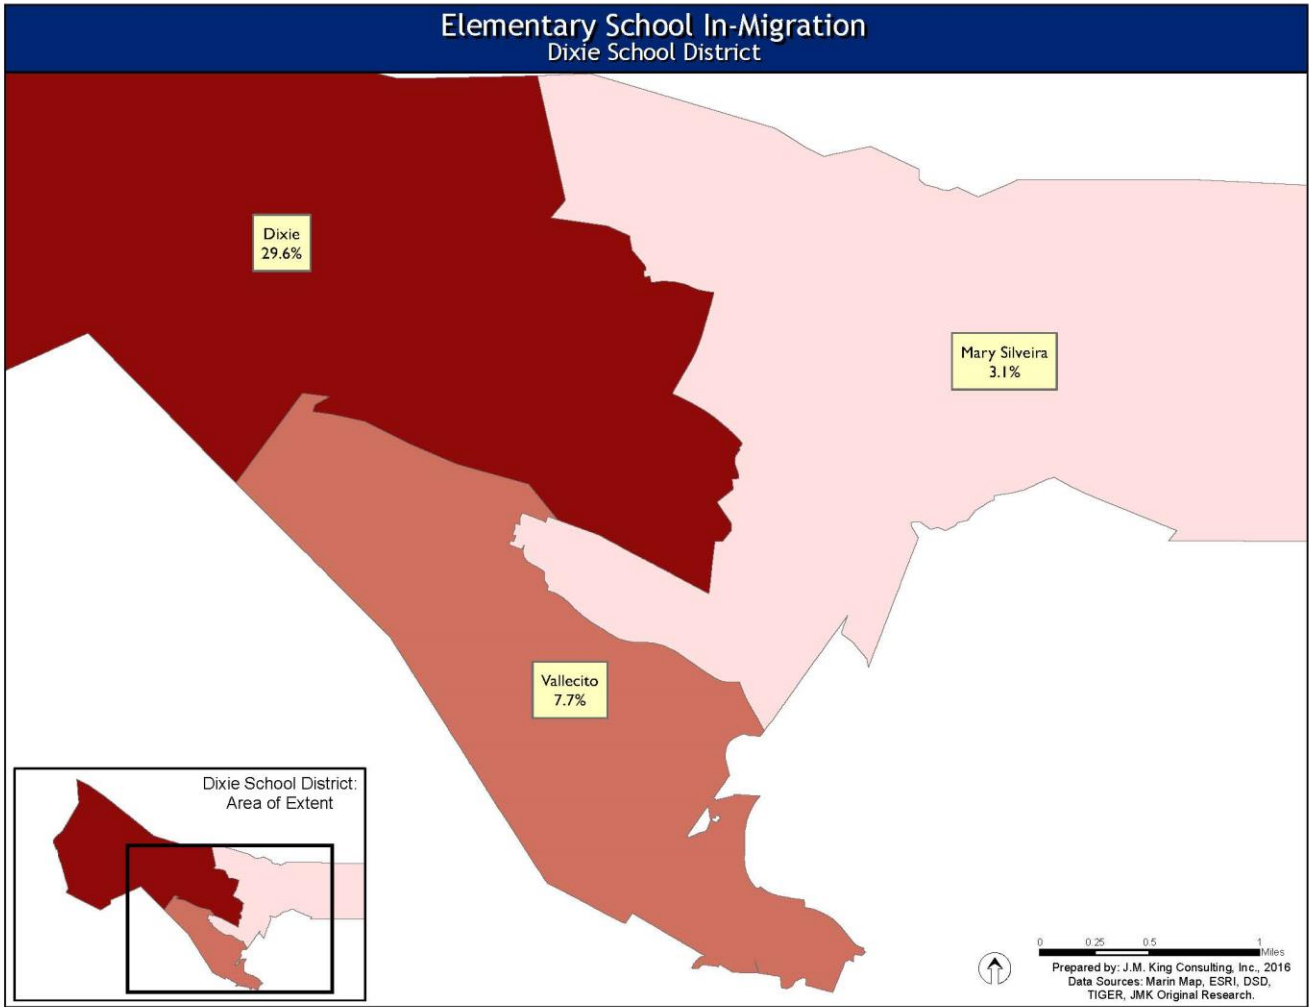 Elementary School In-Migration
Dixie School District
Dixie
29.6%
Mary Silveira
3.1%
Vallecito
7.7%
Dixie School District:
Area of Extent
0 0.25 0.5 1
Miles
Prepared by: J.M. King Consulting, Inc., 2016
Data Sources: Marin Map, ESRI, DSD,
TIGER, JMK Original Research.